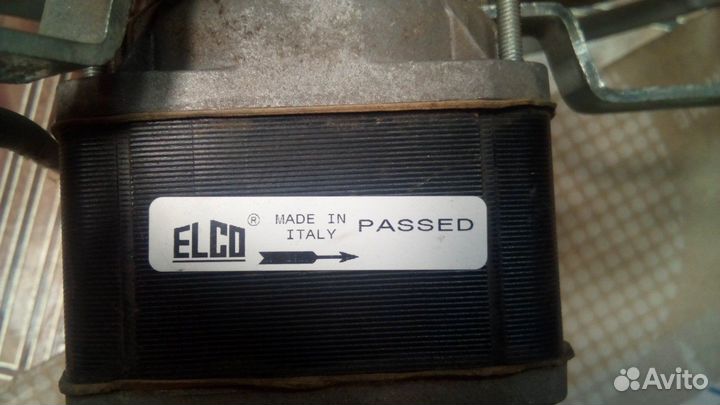 ELCO ® MADE IN PASSED
ITALY
Avito